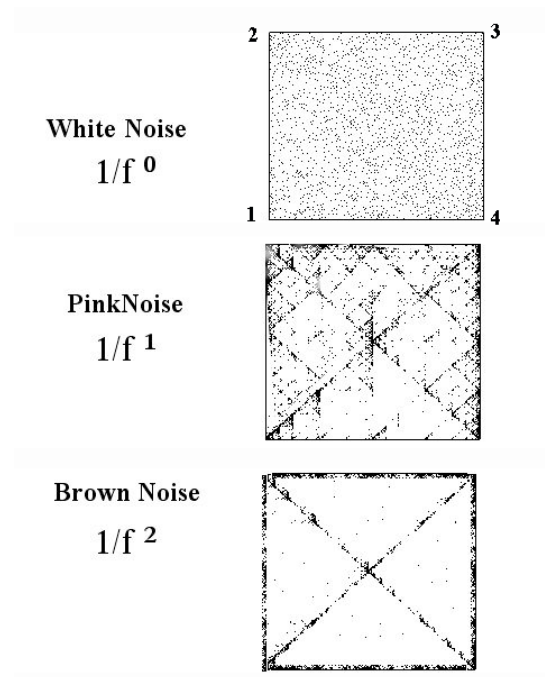 2 3
White Noise
1/f 0
1 4
PinkNoise
1/f 1
Brown Noise
1/f 2